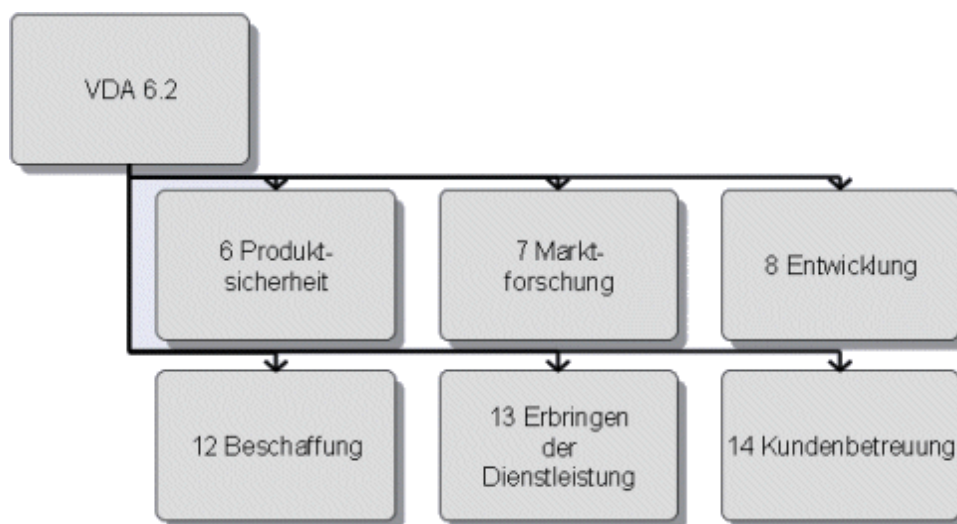 VDA 6.2
6 Produkt-
sicherheit
7 Markt-
forschung
8 Entwicklung
12 Beschaffung
13 Erbringen
der
Dienstleistung
14 Kundenbetreuung